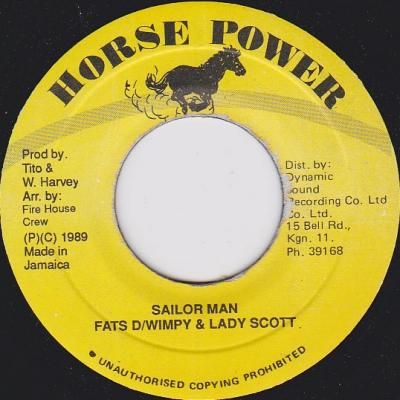 HORSE POWER
Prod by.
Tito &
W. Harvey
Arr. by:
Fire House
Crew
(P)(C) 1989
Made in
Jamaica
Dist. by:
Dynamic
Sound
Recording Co. Ltd
Co. Ltd.
15 Bell Rd.,
Kgn. 11.
Ph. 39168
SAILOR MAN
FATS D/WIMPY & LADY SCOTT
• UNAUTHORISED COPYING PROHIBITED